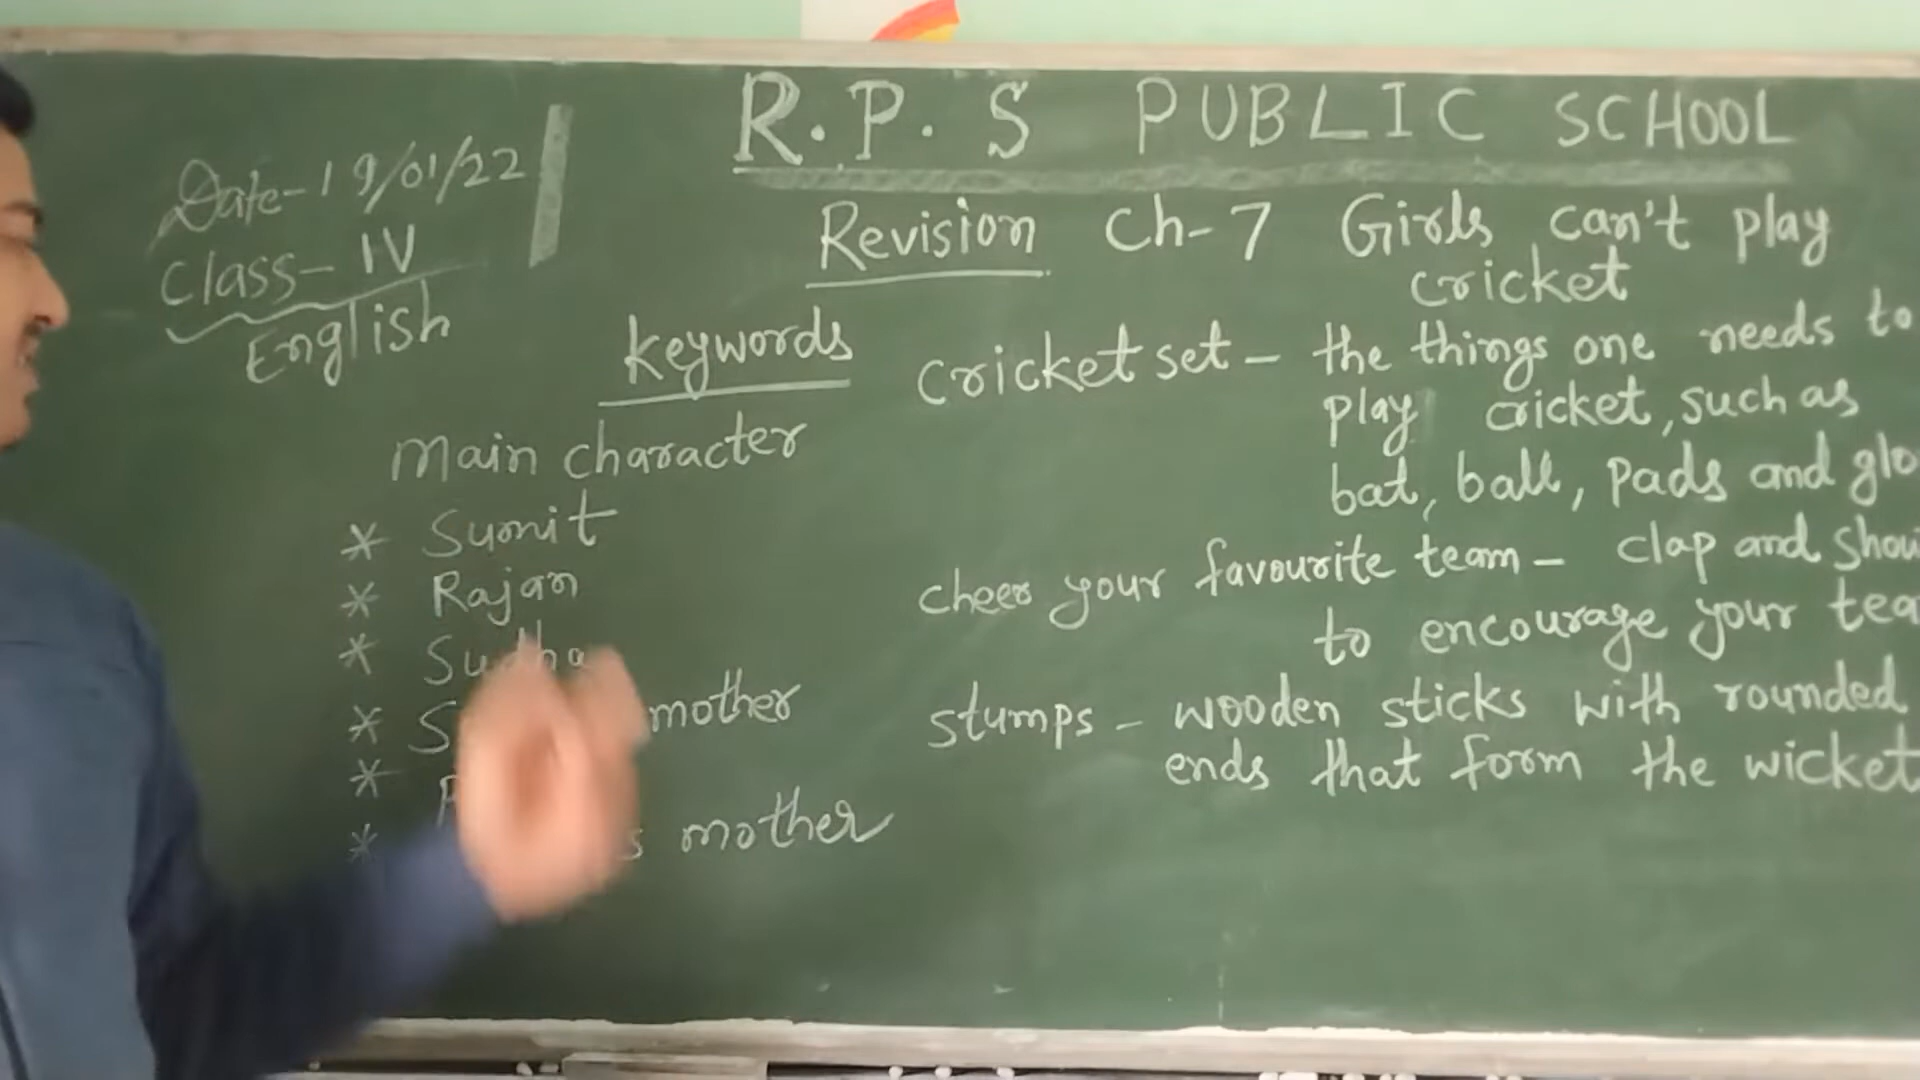 R.P.S PUBLIC SCHOOL
Date-19/01/22
Class-IV
English
Revision Ch-7 Girls can't play
cricket
keywords
Main character
* Sumit
* Rajan
* Sudha
* mother
*
* mother
cricket set - the things one needs to
play cricket, such as
bat, ball, pads and
cheer your favourite team - clap and
to encourage your
stumps - wooden sticks with rounded
ends that form the wicket